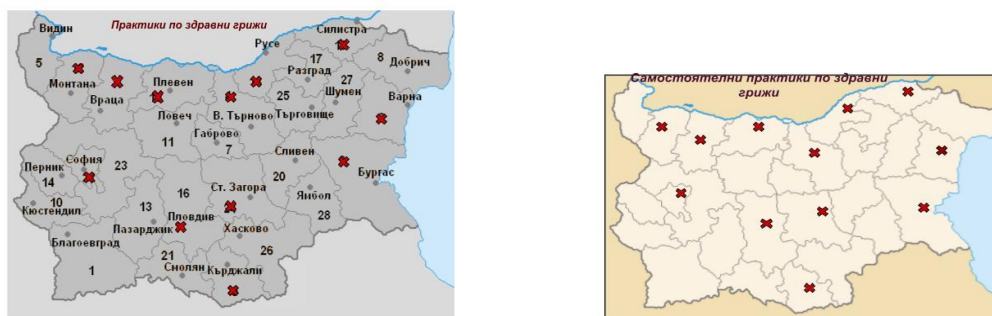 Практики по здравни грижи
Видин
Силистра
Русе
17
8
5
Добрич
Разград
27
Монтана
Плевен
Шумен
Враца
25
Варна
Ловеч
В. Търново
Търговище
Габрово
11
7
София
23
Сливен
Перник
20
Бургас
14
16
Ст. Загора
Ямбол
10
13
Кюстендил
Пловдив
28
Пазарджик
Хасково
Благоевград
26
21
Смолян
Кърджали
1
Самостоятелни практики по здравни
грижи